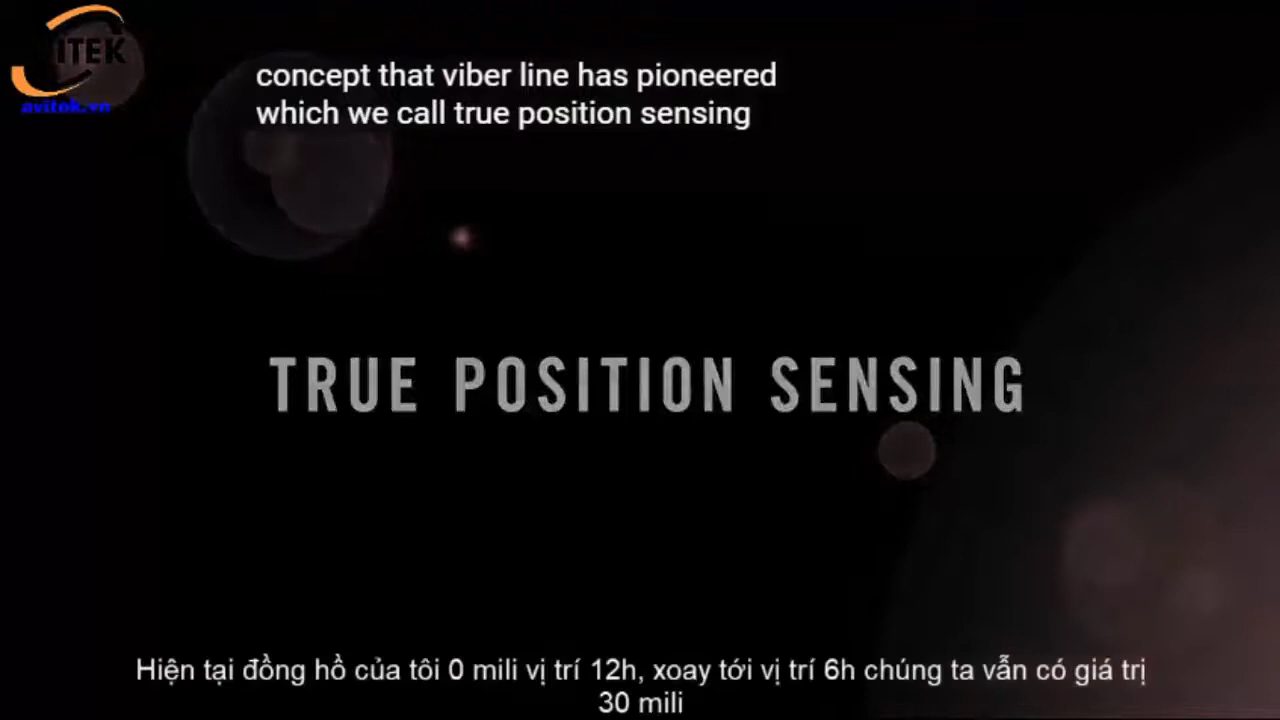 ITEK
avitek.vn
concept that viber line has pioneered
which we call true position sensing
TRUE POSITION SENSING
Hiện tại đồng hồ của tôi 0 mili vị trí 12h, xoay tới vị trí 6h chúng ta vẫn có giá trị
30 mili